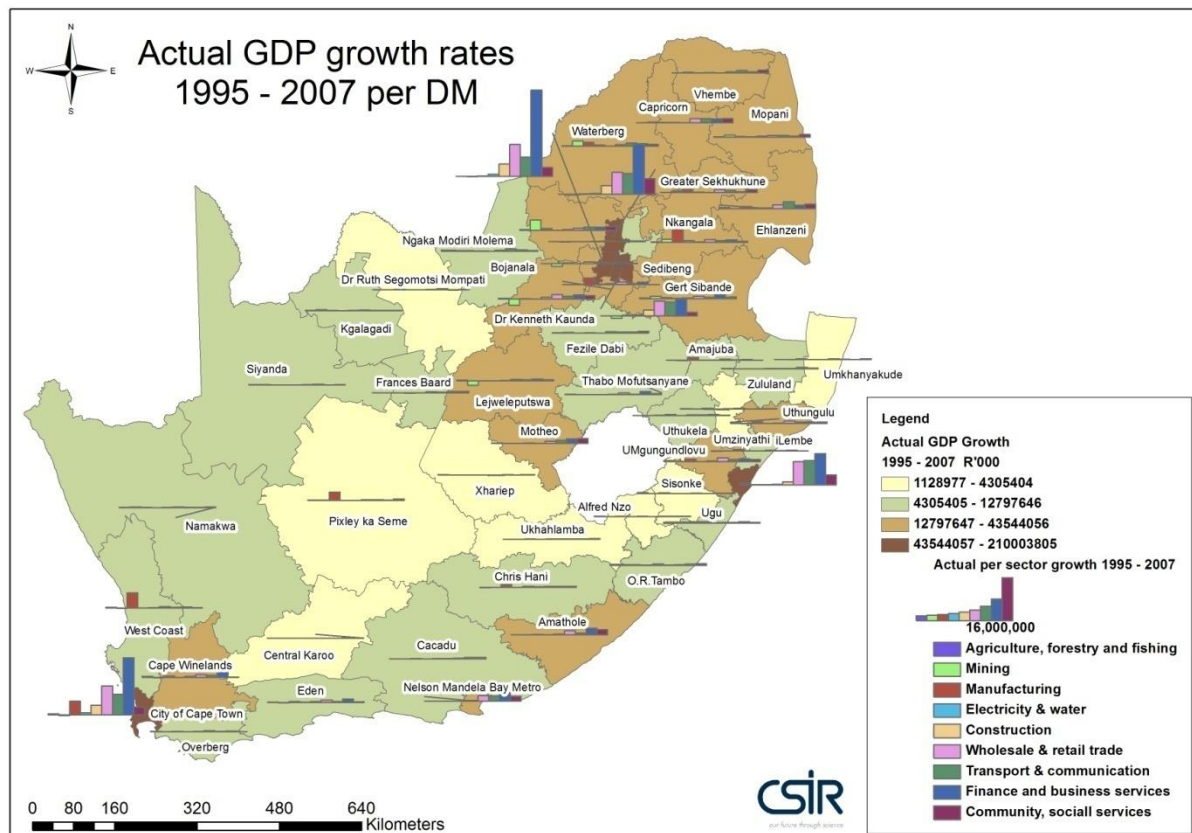 N
W E
S
Actual GDP growth rates
1995 - 2007 per DM
Vhembe
Capricorn
Mopani
Waterberg
Greater Sekhukhune
Nkangala
Ehlanzeni
Ngaka Modiri Molema
Bojanala
Sedibeng
Dr Ruth Segomotsi Mompati
Gert Sibande
Dr Kenneth Kaunda
Kgalagadi
Fezile Dabi
Amajuba
Siyanda
Frances Baard
Thabo Mofutsanyane
Zululand
Umkhanyakude
Lejweleputswa
Uthungulu
Motheo
Uthukela
Umzinyathi
iLembe
UMgungundlovu
Xhariep
Sisonke
Alfred Nzo
Ugu
Namakwa
Pixley ka Seme
Ukhahlamba
Chris Hani
O.R.Tambo
West Coast
Amathole
Cacadu
Central Karoo
Cape Winelands
Eden
Nelson Mandela Bay Metro
City of Cape Town
Overberg
Legend
Actual GDP Growth
1995 - 2007 R'000
1128977 - 4305404
4305405 - 12797646
12797647 - 43544056
43544057 - 210003805
Actual per sector growth 1995 - 2007
16,000,000
Agriculture, forestry and fishing
Mining
Manufacturing
Electricity & water
Construction
Wholesale & retail trade
Transport & communication
Finance and business services
Community, sociall services
CSIR
our future through science
0 80 160 320 480 640
Kilometers